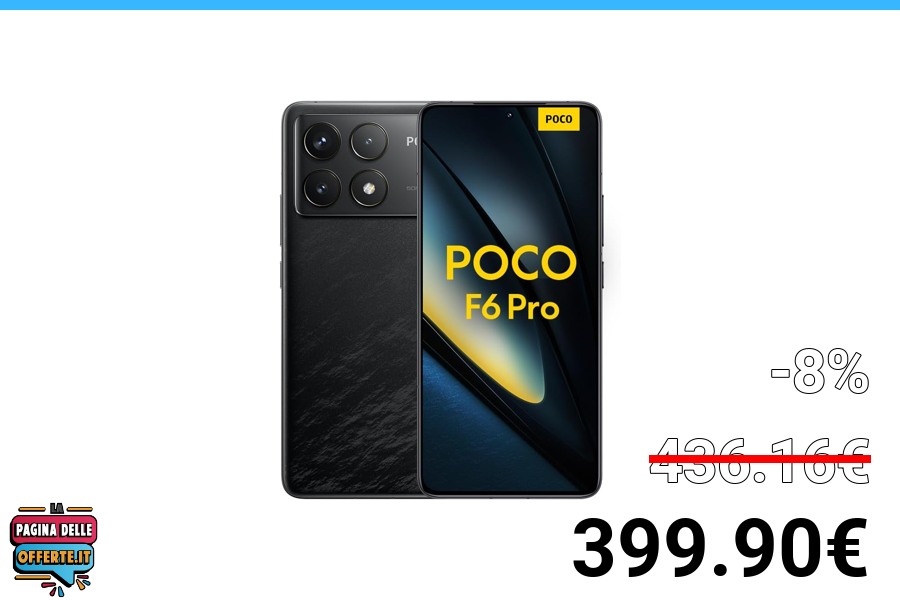 POCO
POCO
F6 Pro
-8%
436.16€
399.90€
LA
PAGINA DELLE
OFFERTE.IT